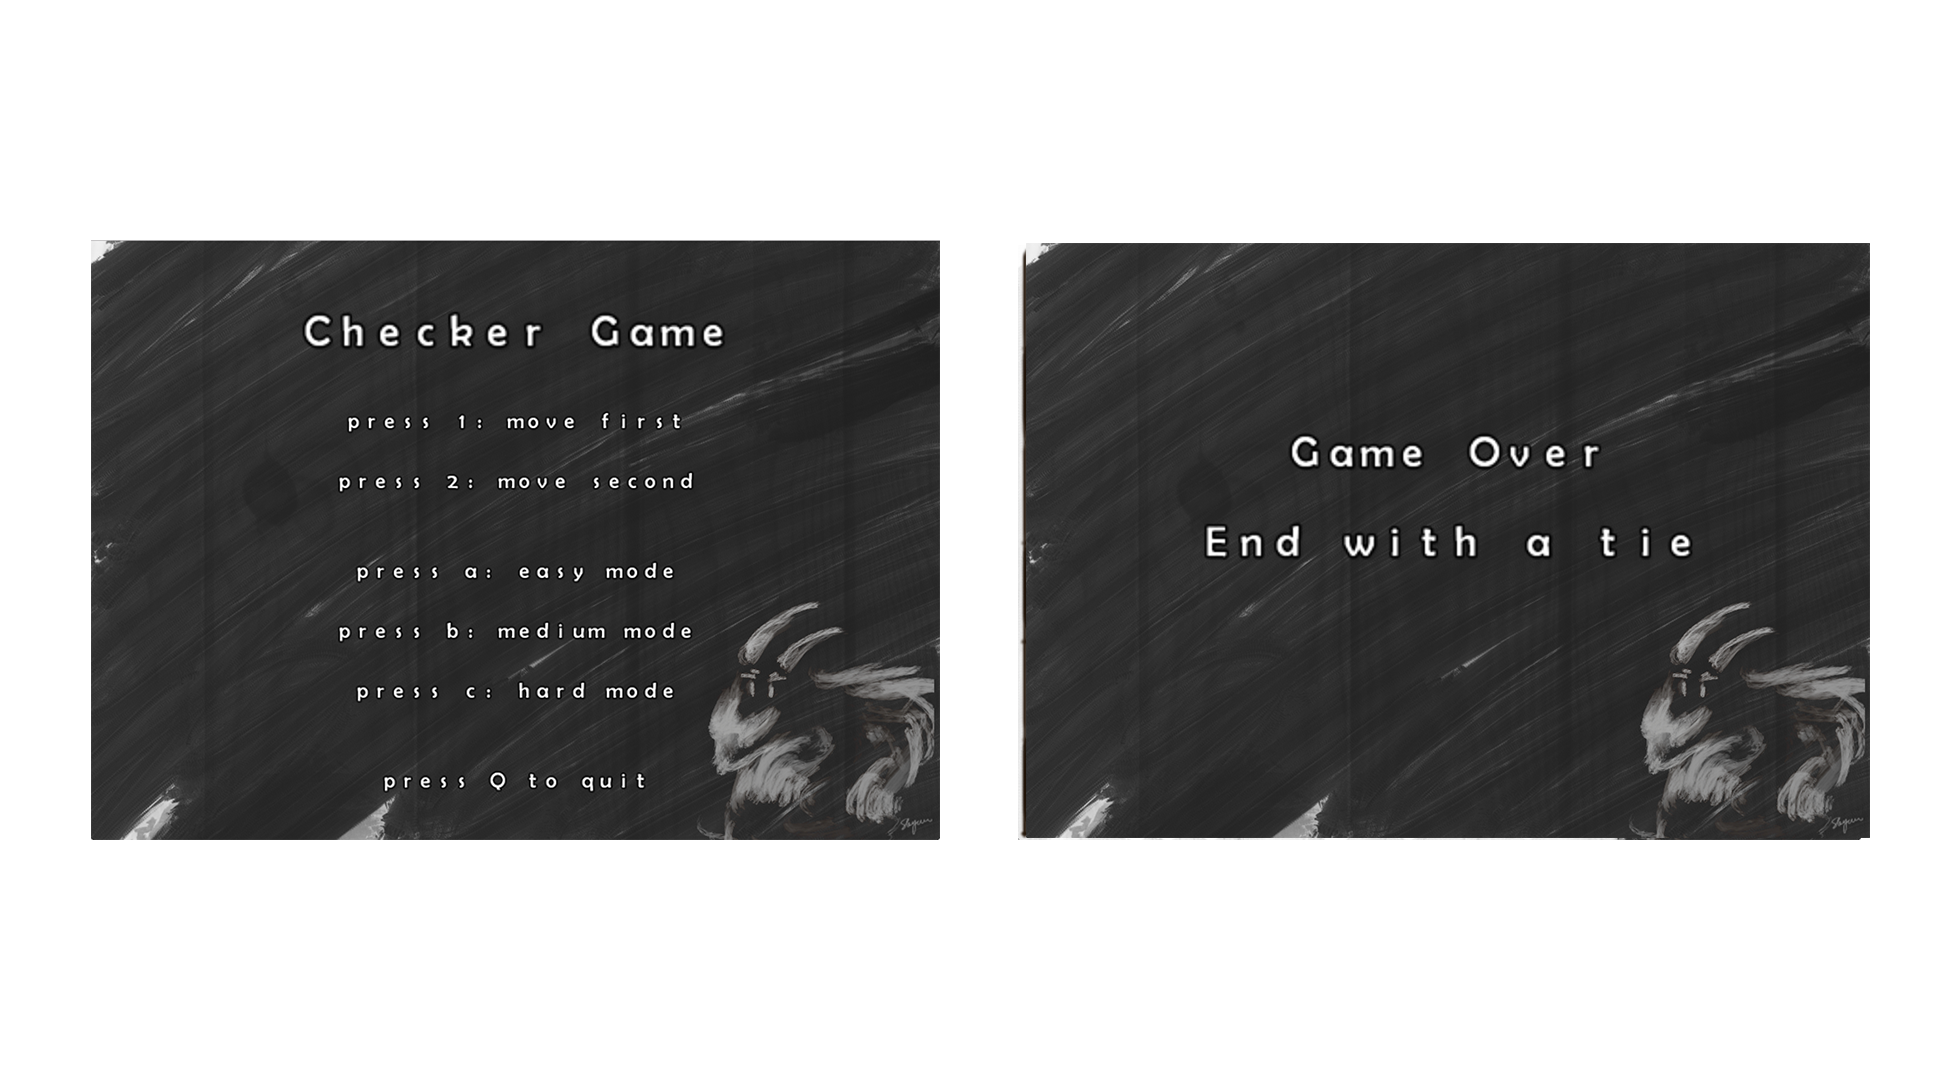 Checker Game
press 1: move first
press 2: move second
press a: easy mode
press b: medium mode
press c: hard mode
press Q to quit
Game Over
End with a tie